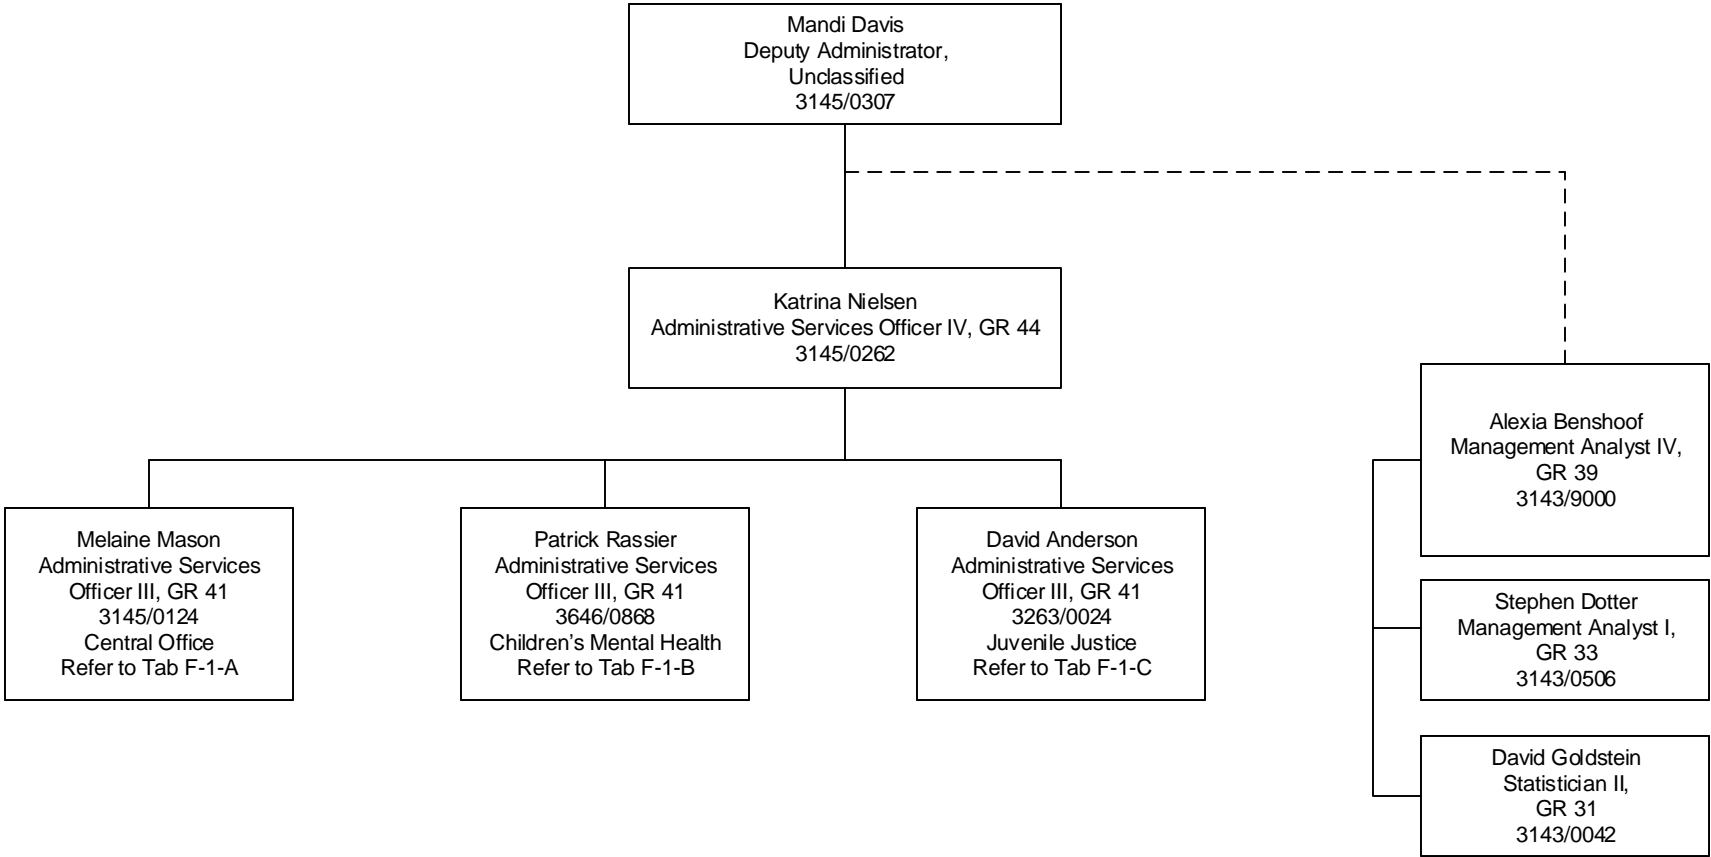 Mandi Davis
Deputy Administrator,
Unclassified
3145/0307
Katrina Nielsen
Administrative Services Officer IV, GR 44
3145/0262
Melaine Mason
Administrative Services
Officer III, GR 41
3145/0124
Central Office
Refer to Tab F-1-A
Patrick Rassier
Administrative Services
Officer III, GR 41
3646/0868
Children’s Mental Health
Refer to Tab F-1-B
David Anderson
Administrative Services
Officer III, GR 41
3263/0024
Juvenile Justice
Refer to Tab F-1-C
Alexia Benshoof
Management Analyst IV,
GR 39
3143/9000
Stephen Dotter
Management Analyst I,
GR 33
3143/0506
David Goldstein
Statistician II,
GR 31
3143/0042